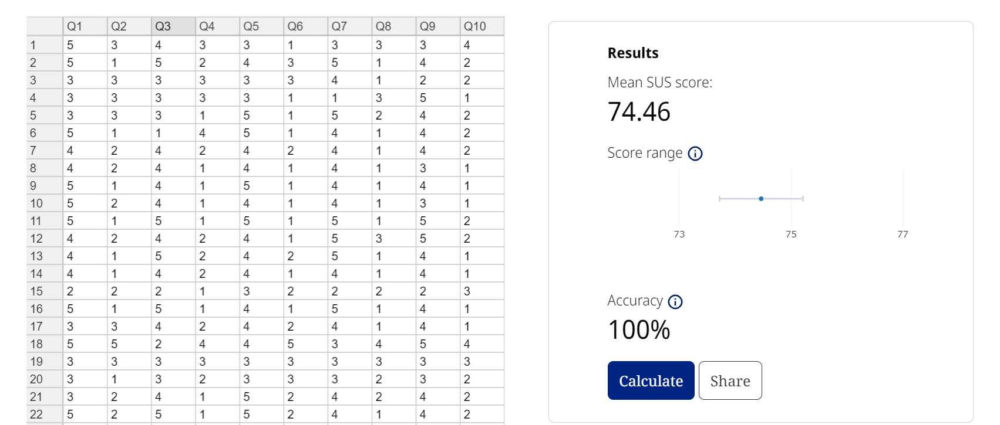 Q1 Q2 Q3 Q4 Q5 Q6 Q7 Q8 Q9 Q10
1 5 3 4 3 3 1 3 3 3 4
2 5 1 5 2 4 3 5 1 4 2
3 3 3 3 3 3 3 4 1 2 2
4 3 3 3 3 3 1 1 3 5 1
5 3 3 3 1 5 1 5 2 4 2
6 5 1 1 4 5 1 4 1 4 2
7 4 2 4 2 4 2 4 1 4 2
8 4 2 4 1 4 1 4 1 3 1
9 5 1 4 1 5 1 4 1 4 1
10 5 2 4 1 4 1 4 1 3 1
11 5 1 5 1 5 1 5 1 5 2
12 4 2 4 2 4 1 5 3 5 2
13 4 1 5 2 4 2 5 1 4 1
14 4 1 4 2 4 1 4 1 4 1
15 2 2 2 1 3 2 2 2 2 3
16 5 1 5 1 4 1 5 1 4 1
17 3 3 4 2 4 2 4 1 4 1
18 5 5 2 4 4 5 3 4 5 4
19 3 3 3 3 3 3 3 3 3 3
20 3 1 3 2 3 3 3 2 3 2
21 3 2 4 1 5 2 4 2 4 2
22 5 2 5 1 5 2 4 1 4 2
Results
Mean SUS score:
74.46
Score range
73 75 77
Accuracy
100%
Calculate Share